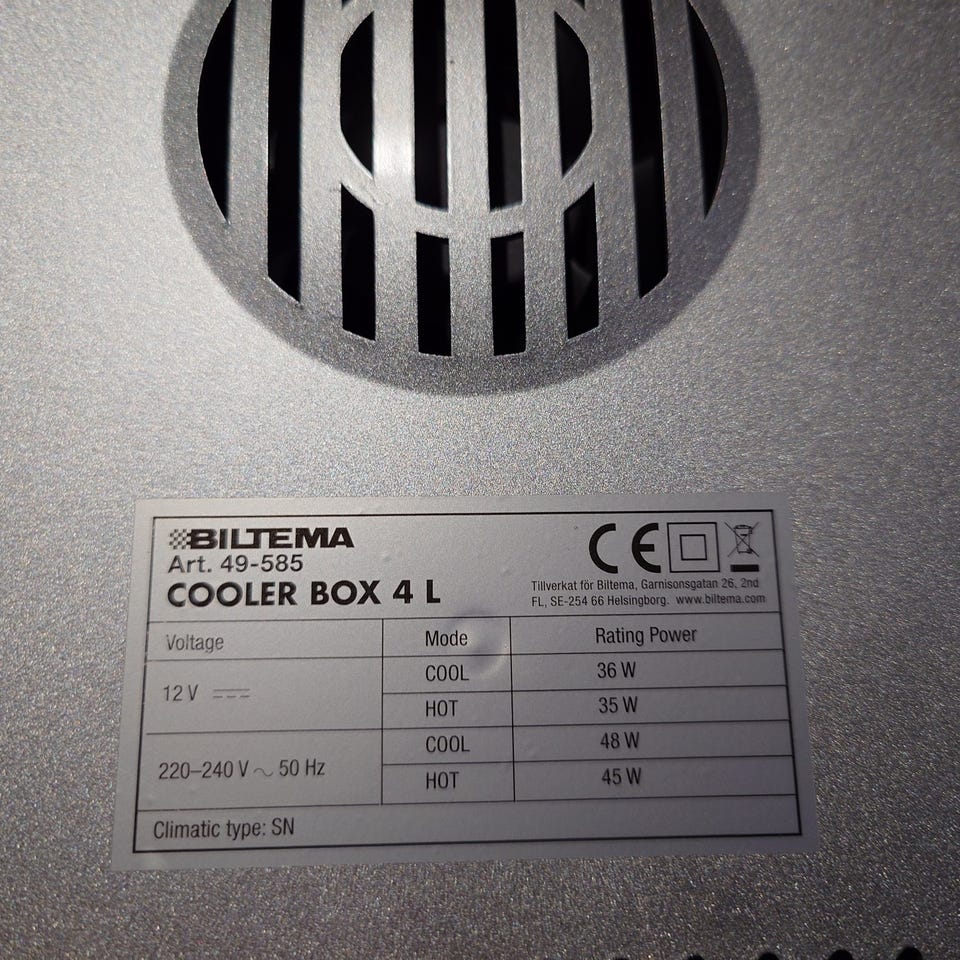 BILTEMA
Art. 49-585
COOLER BOX 4 L
CE
Tillverkat för Biltema, Garnisonsgatan 26, 2nd
FL, SE-254 66 Helsingborg. www.biltema.com
Voltage Mode Rating Power
12 V COOL 36 W
HOT 35 W
220–240 V ~ 50 Hz COOL 48 W
HOT 45 W
Climatic type: SN